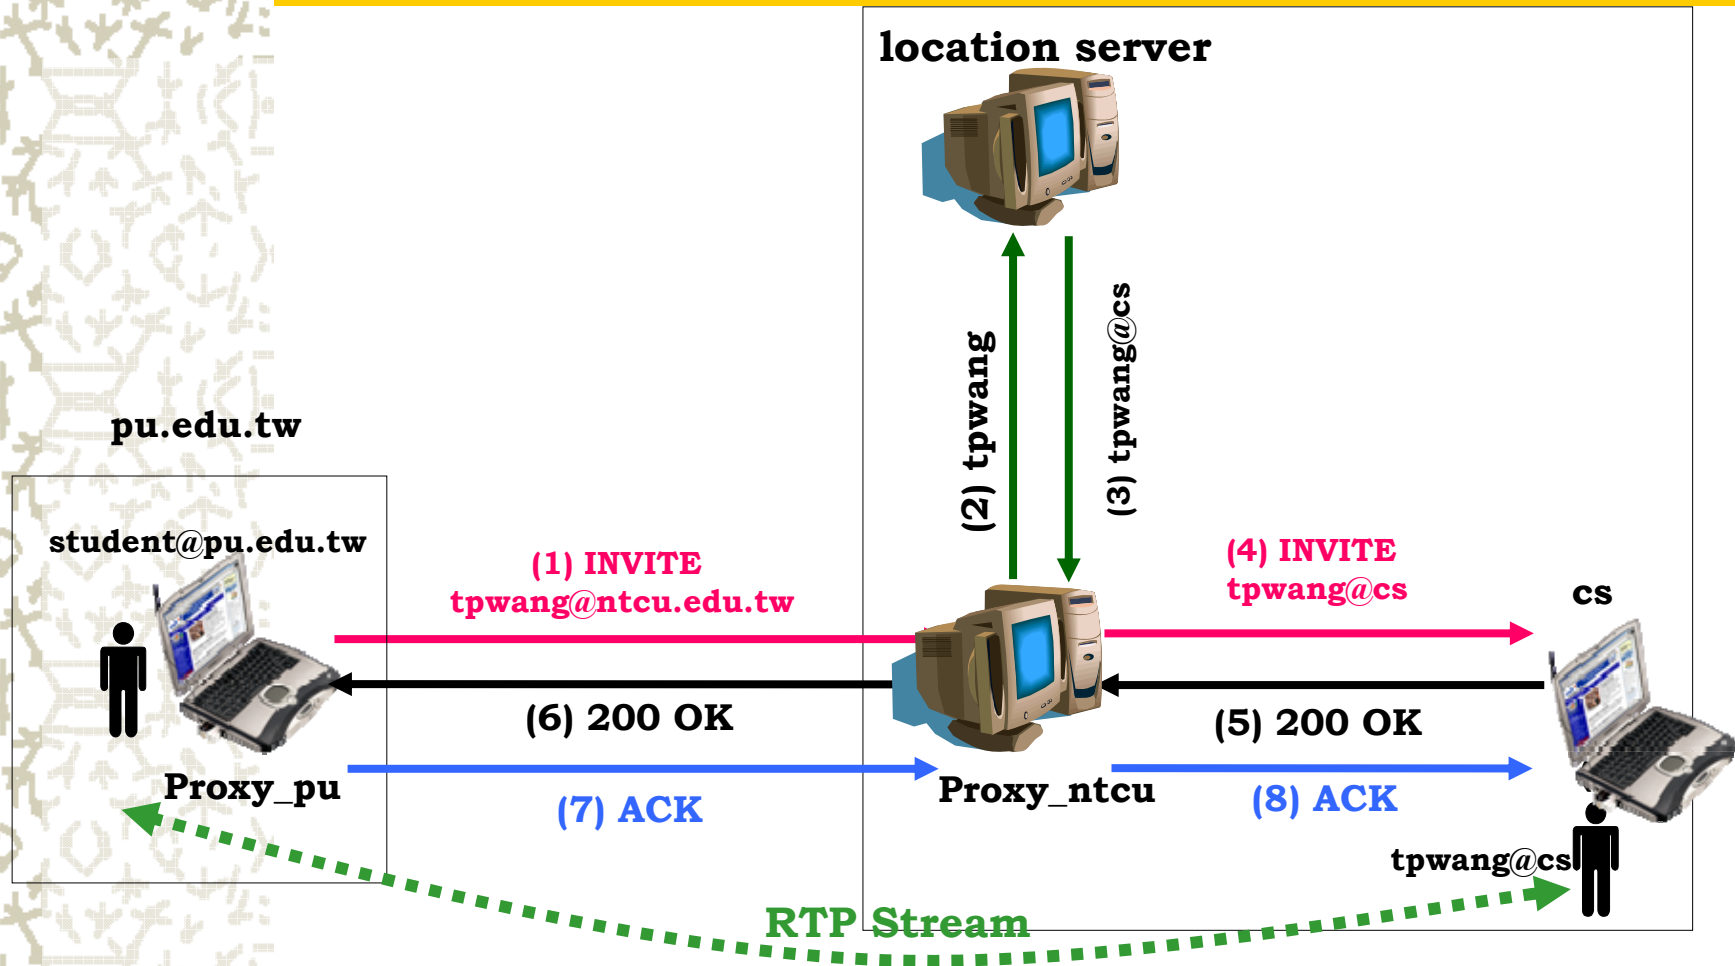 location server
(2) tpwang
(3) tpwang@cs
pu.edu.tw
student@pu.edu.tw
(1) INVITE
tpwang@ntcu.edu.tw
(4) INVITE
tpwang@cs
cs
(6) 200 OK
(5) 200 OK
Proxy_pu
Proxy_ntcu
(7) ACK
(8) ACK
tpwang@cs
RTP Stream